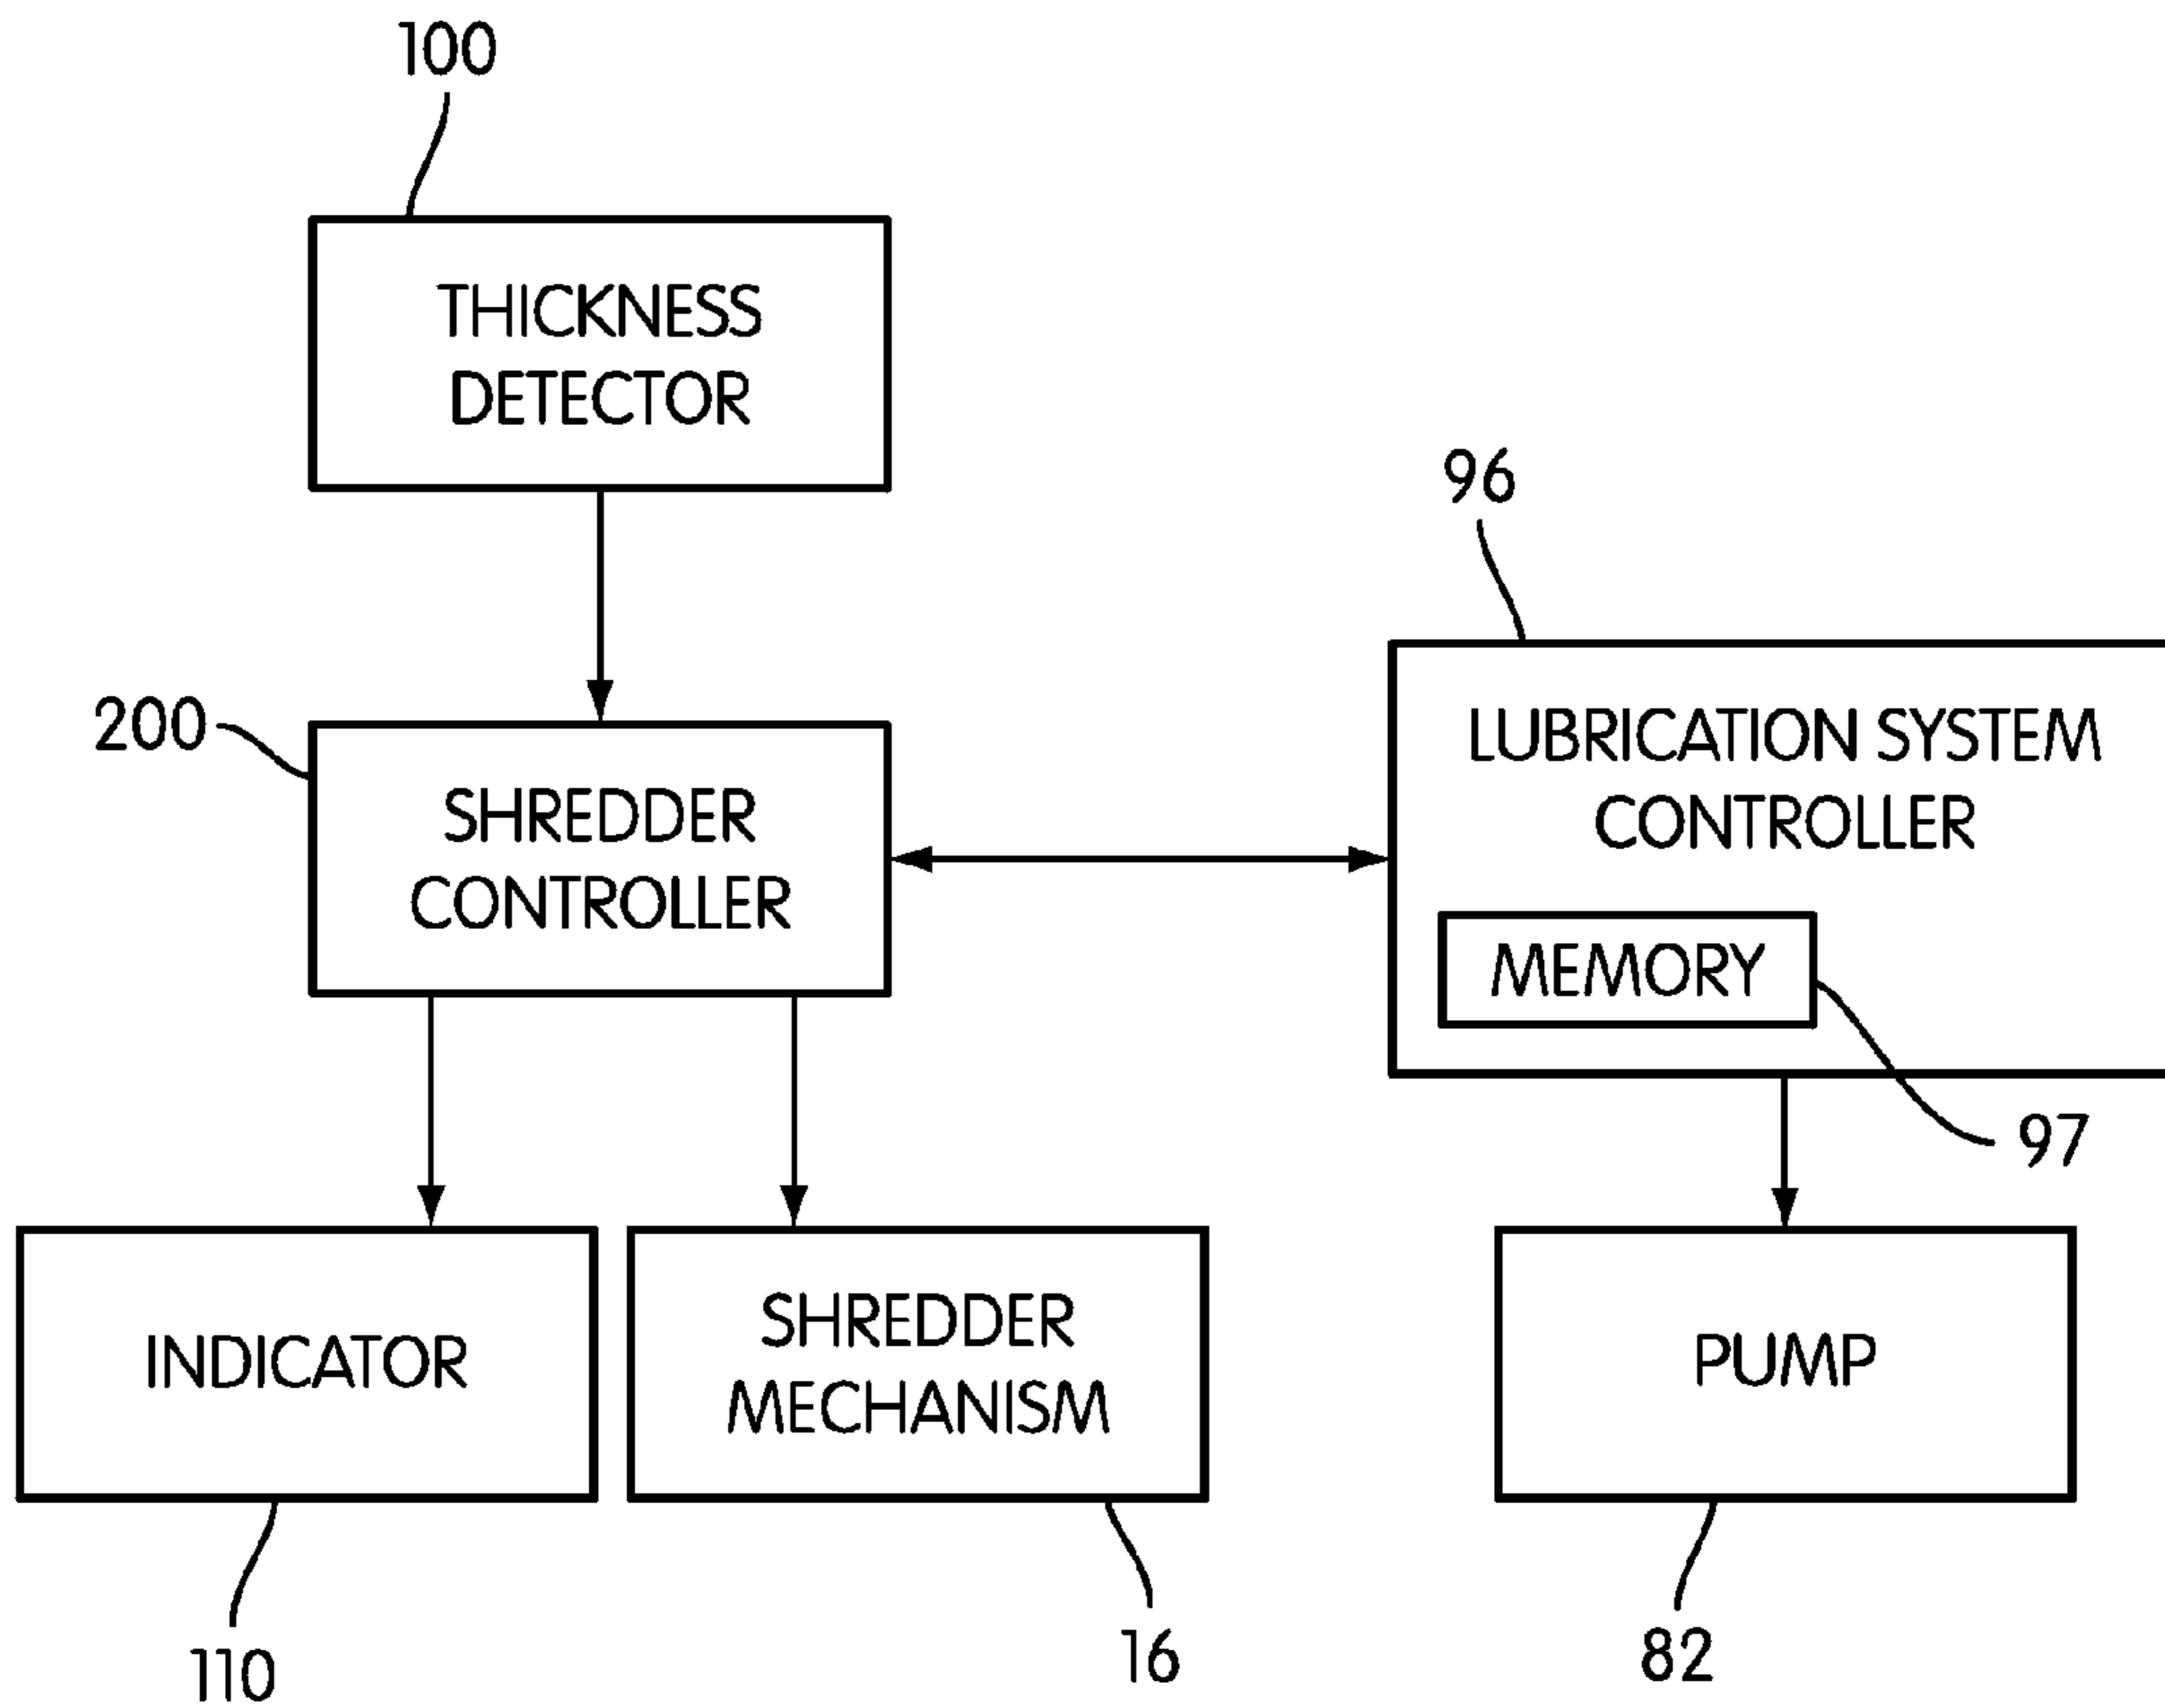 100
THICKNESS
DETECTOR
96
200
SHREDDER
CONTROLLER
LUBRICATION SYSTEM
CONTROLLER
MEMORY
97
INDICATOR
SHREDDER
MECHANISM
PUMP
110
16
82